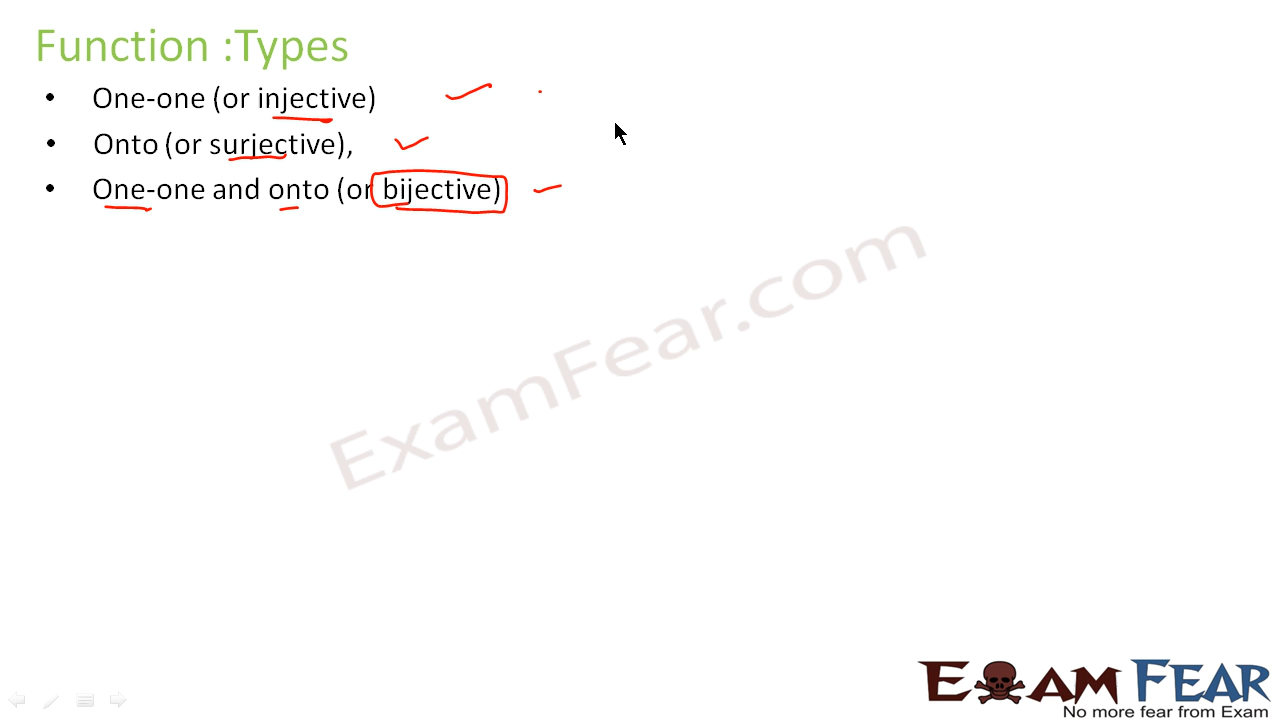 Function :Types
• One-one (or injective)
• Onto (or surjective),
• One-one and onto (or bijective)
ExamFear.com
EXAM FEAR
No more fear from Exam